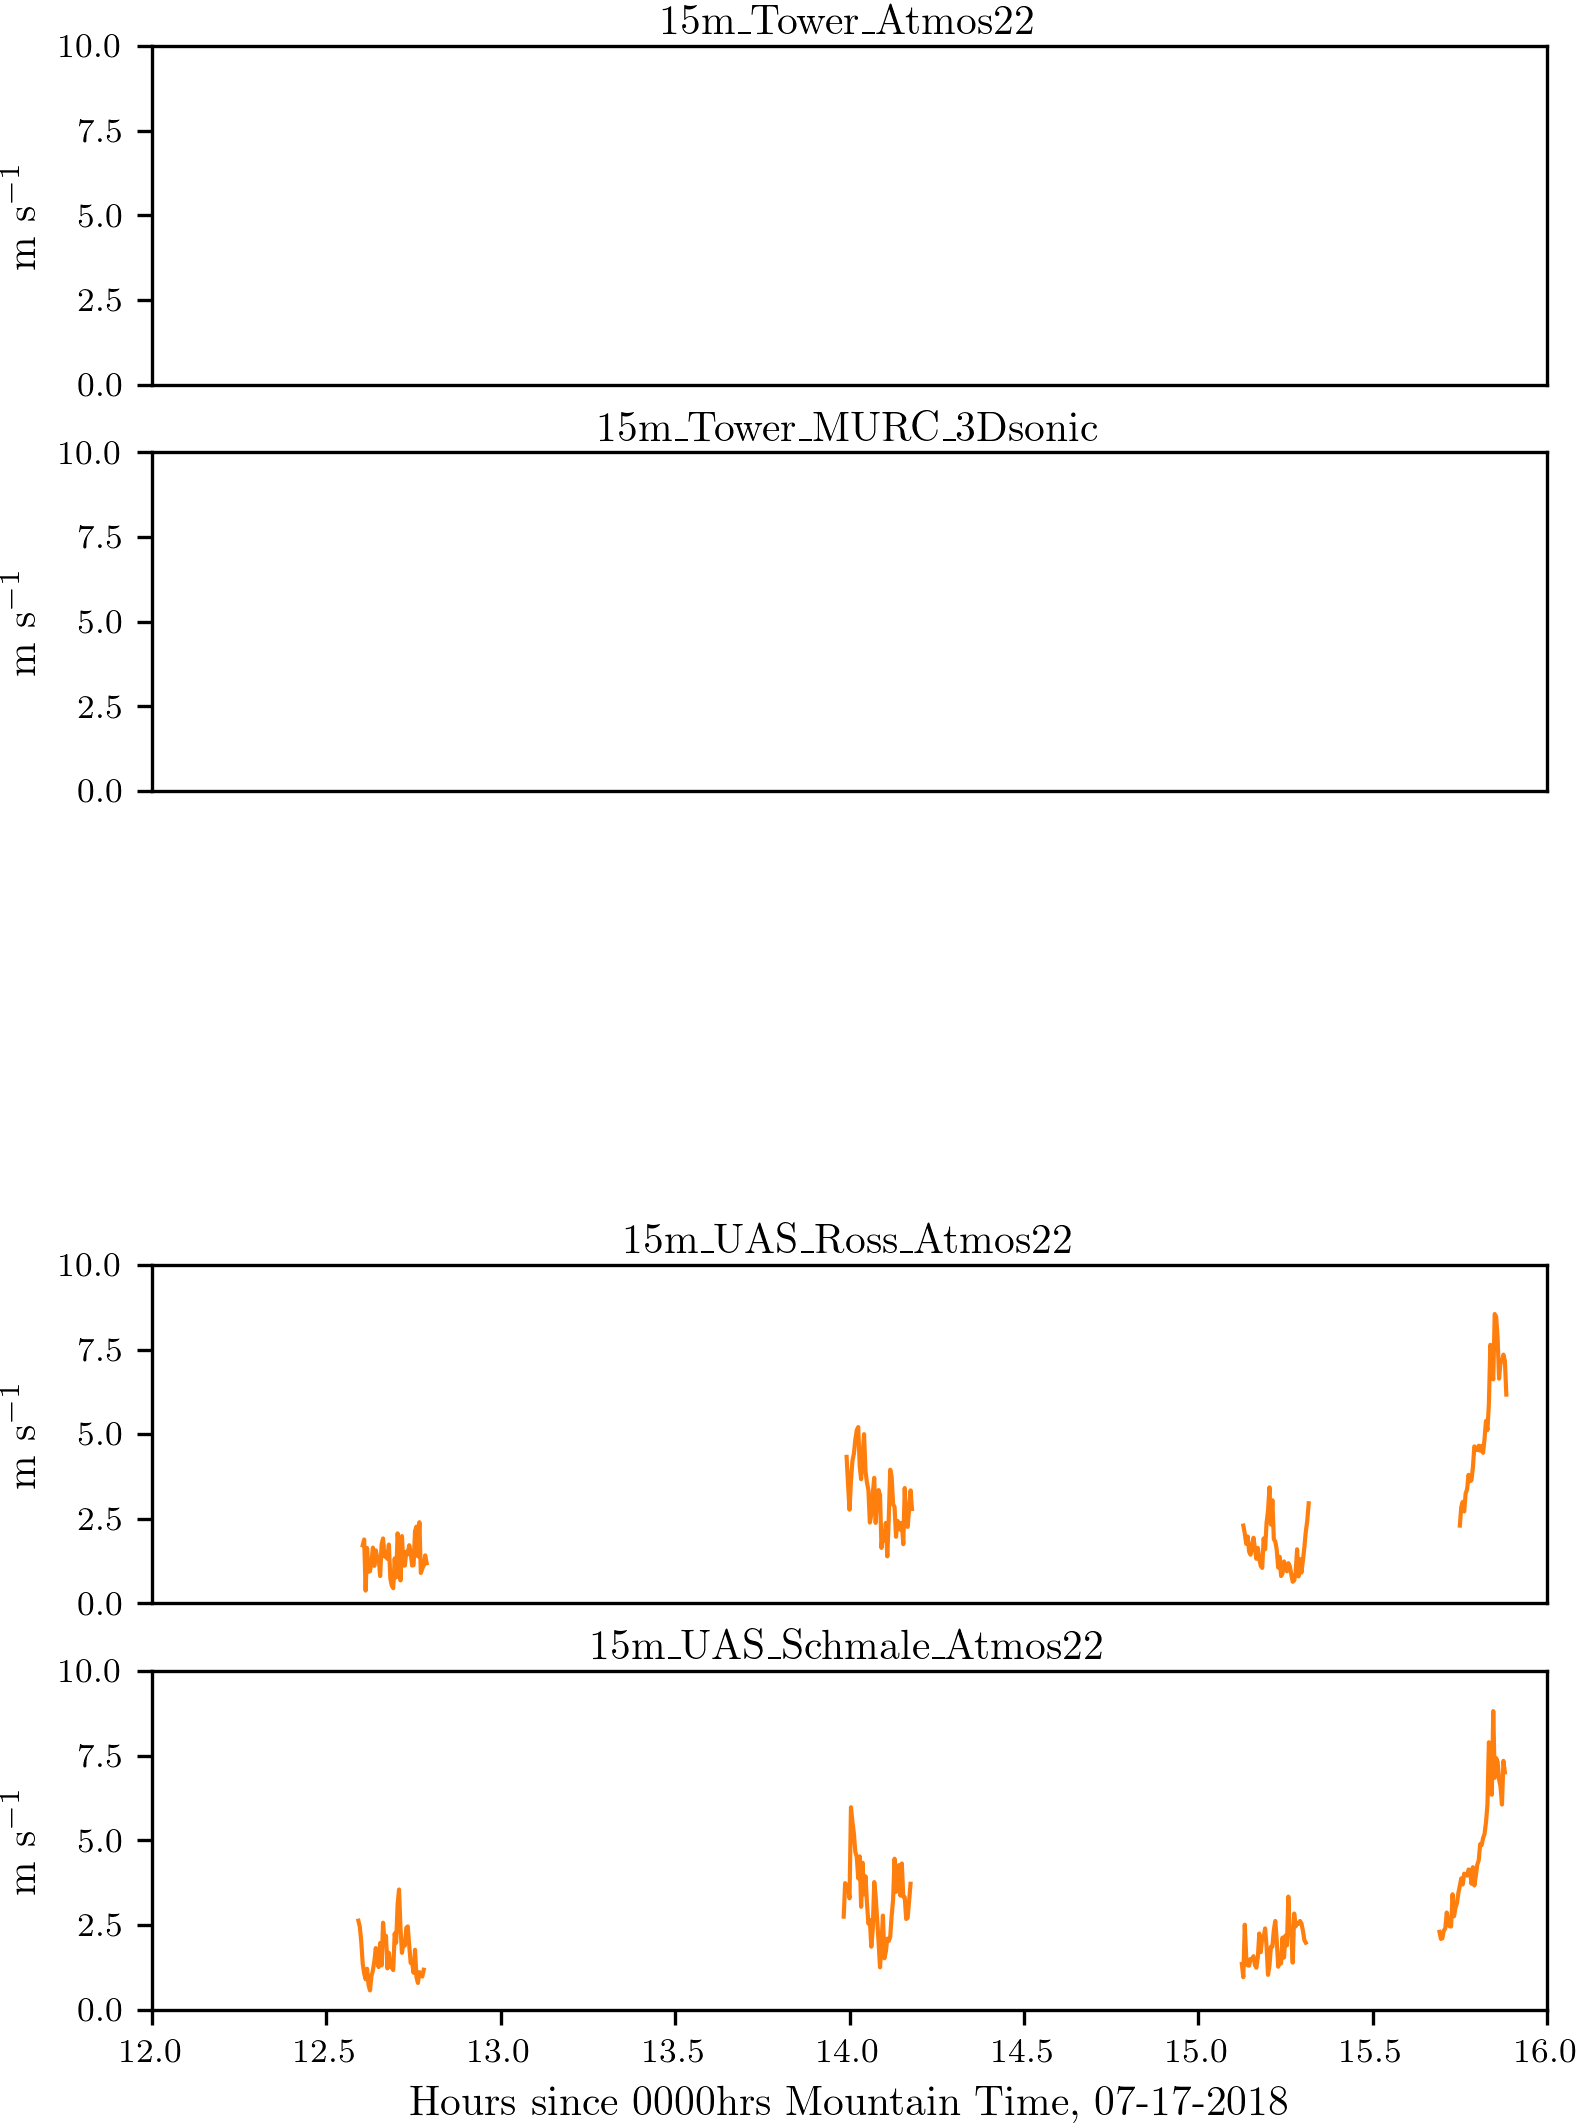 15m_Tower_Atmos22
10.0
7.5
5.0
2.5
0.0
m s⁻¹
15m_Tower_MURC_3Dsonic
10.0
7.5
5.0
2.5
0.0
m s⁻¹
15m_UAS_Ross_Atmos22
10.0
7.5
5.0
2.5
0.0
m s⁻¹
15m_UAS_Schmale_Atmos22
10.0
7.5
5.0
2.5
0.0
m s⁻¹
12.0 12.5 13.0 13.5 14.0 14.5 15.0 15.5 16.0
Hours since 0000hrs Mountain Time, 07-17-2018